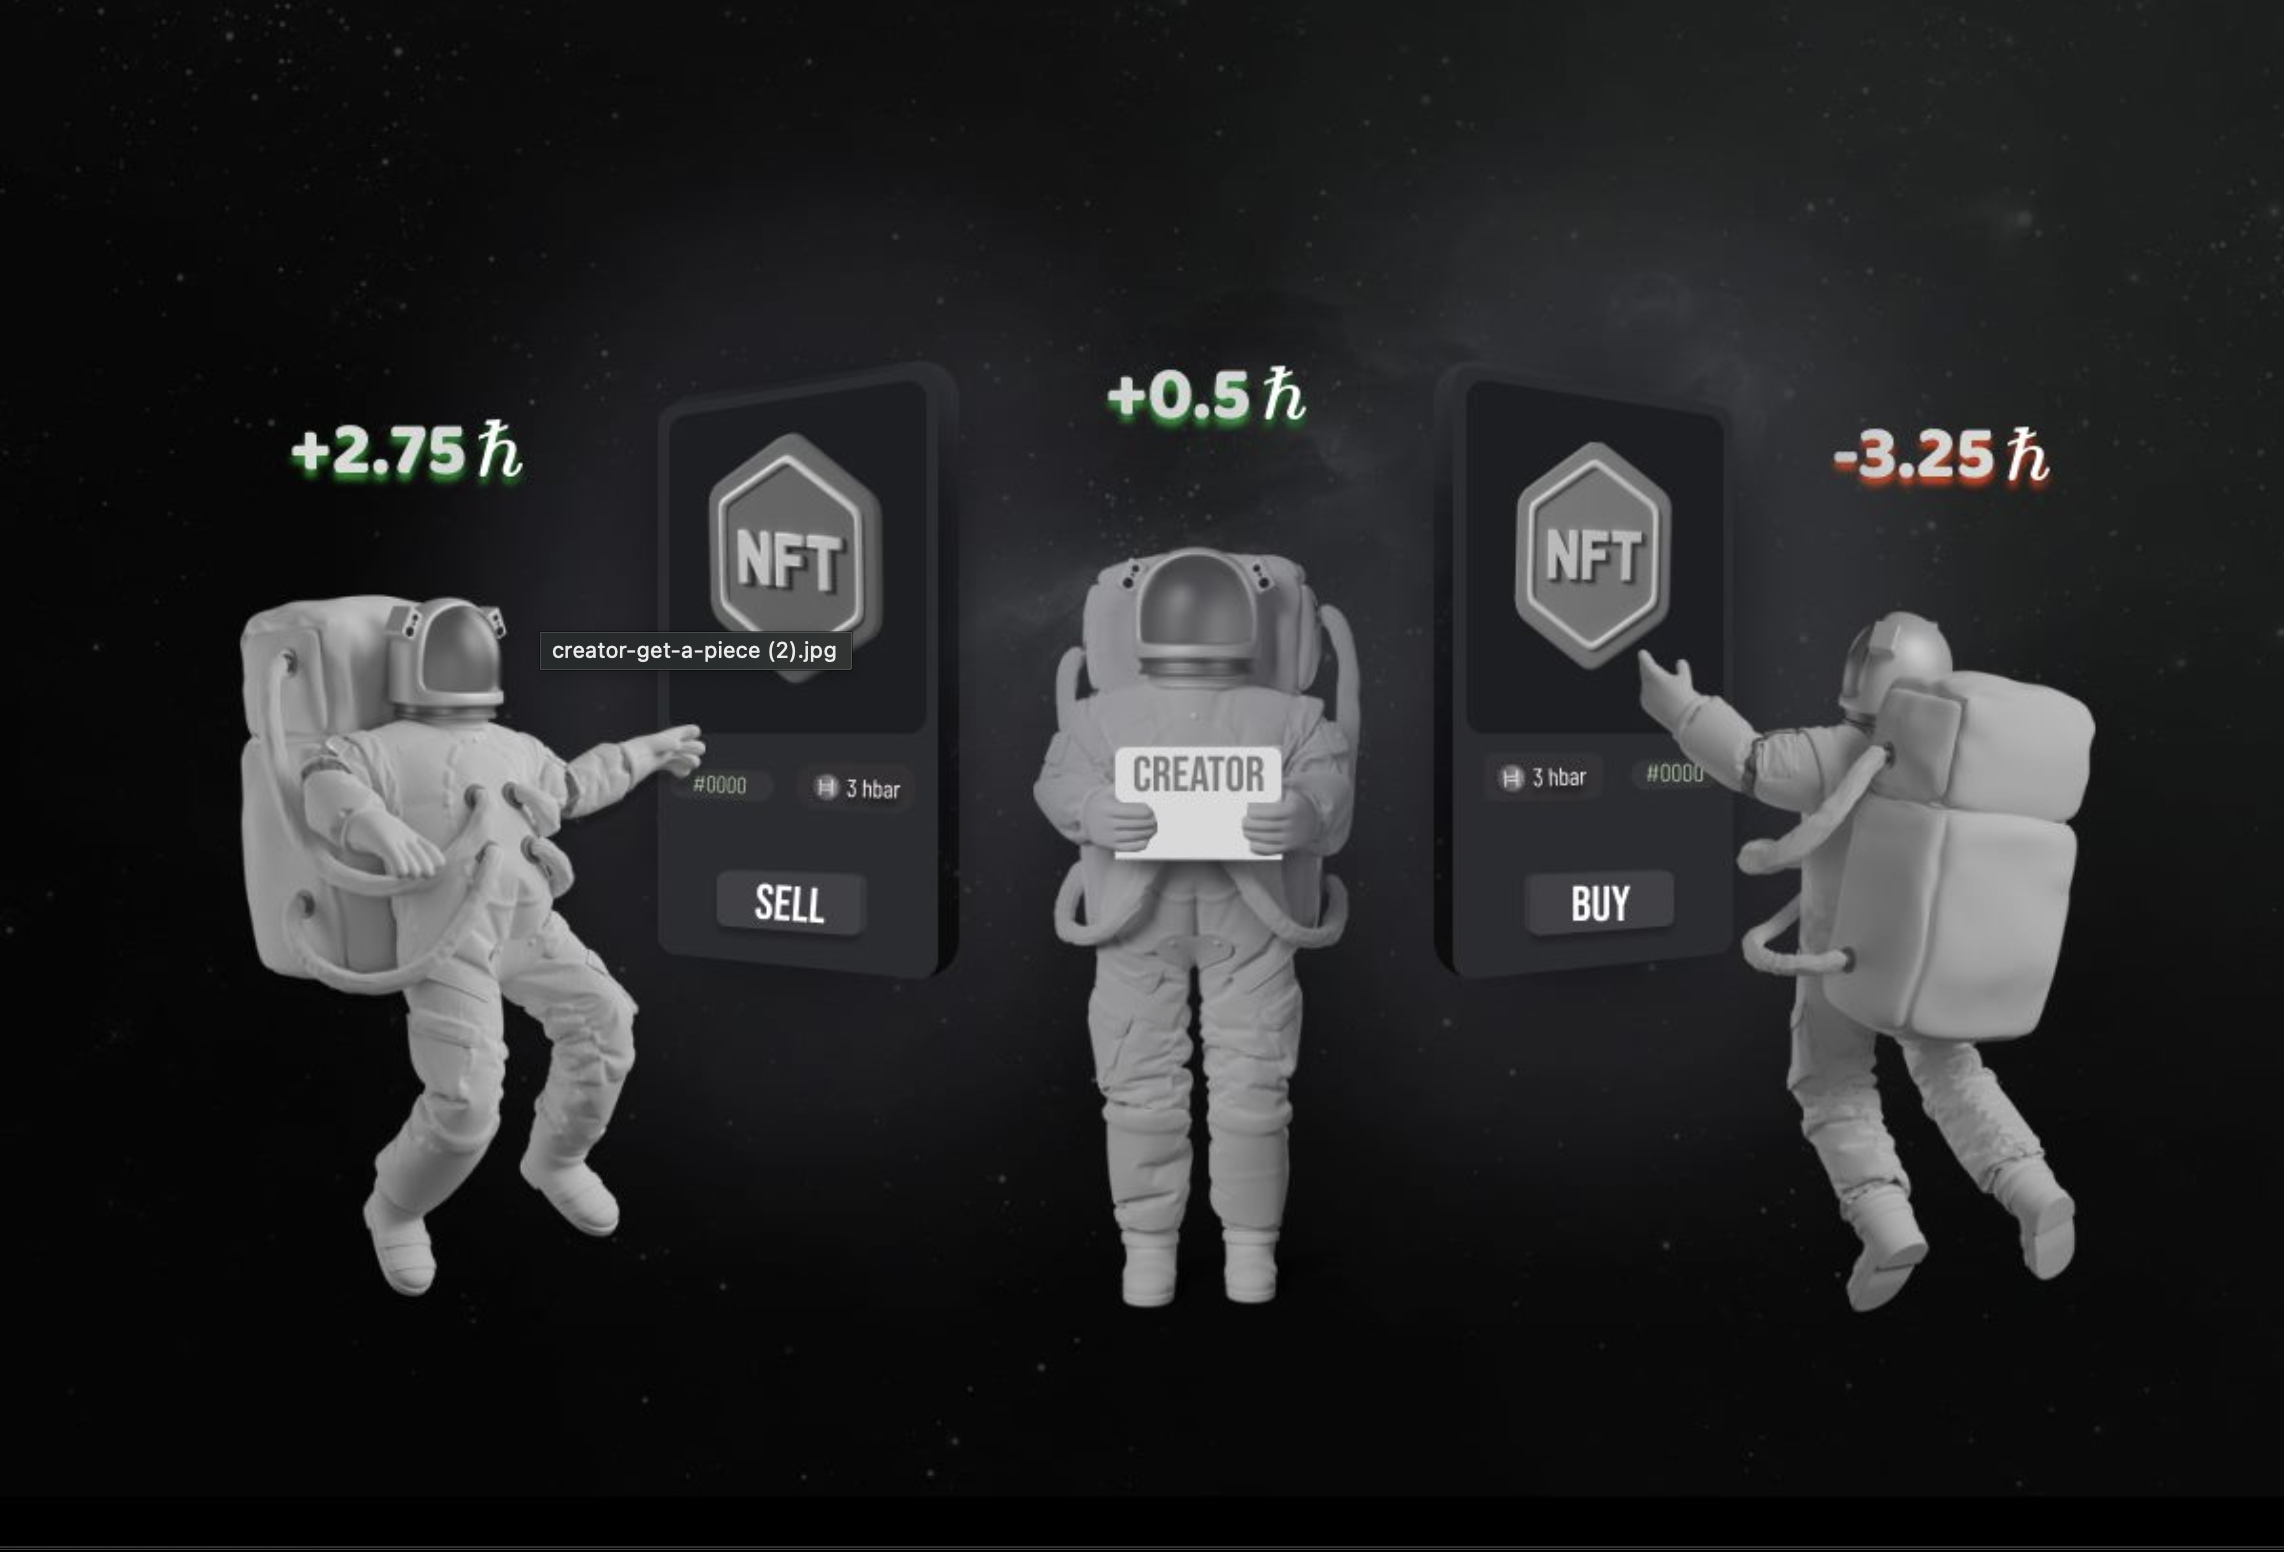 +0.5 ℏ
+2.75 ℏ
-3.25 ℏ
NFT
NFT
creator-get-a-piece (2).jpg
CREATOR
#0000
3 hbar
3 hbar
#0000
SELL
BUY